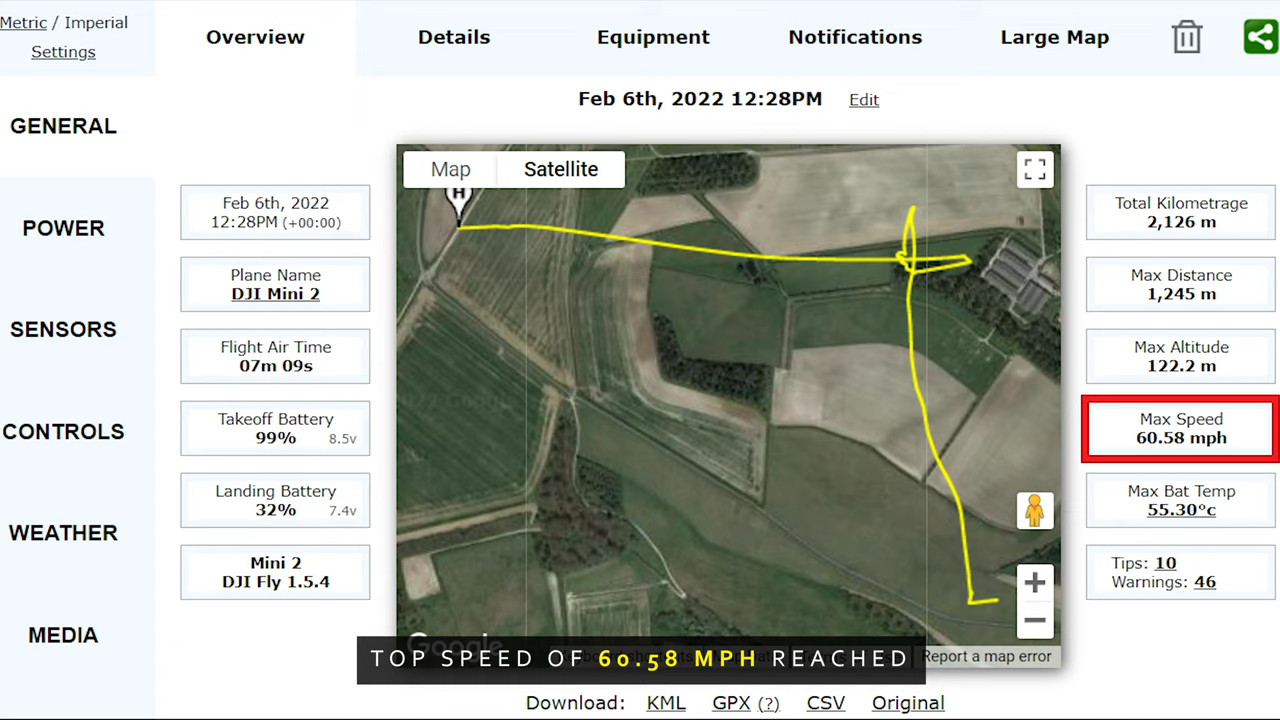 Metric / Imperial
Settings
Overview
Details
Equipment
Notifications
Large Map
Feb 6th, 2022 12:28PM Edit
GENERAL
POWER
SENSORS
CONTROLS
WEATHER
MEDIA
Feb 6th, 2022
12:28PM (+00:00)
Plane Name
DJI Mini 2
Flight Air Time
07m 09s
Takeoff Battery
99% 8.5v
Landing Battery
32% 7.4v
Mini 2
DJI Fly 1.5.4
Map
Satellite
H
Google
Report a map error
Total Kilometrage
2,126 m
Max Distance
1,245 m
Max Altitude
122.2 m
Max Speed
60.58 mph
Max Bat Temp
55.30°c
Tips: 10
Warnings: 46
TOP SPEED OF 60.58 MPH REACHED
Download: KML GPX (?) CSV Original